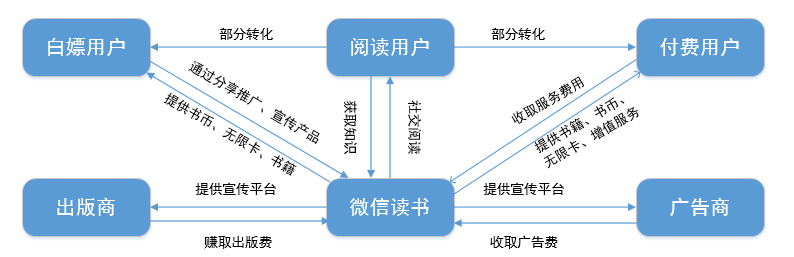 白嫖用户
部分转化
阅读用户
部分转化
付费用户
通过分享推广、宣传产品
提供书币、无限卡、书籍
获取知识
社交阅读
收取服务费用
提供书籍、书币、
无限卡、增值服务
出版商
提供宣传平台
微信读书
提供宣传平台
广告商
赚取出版费
收取广告费